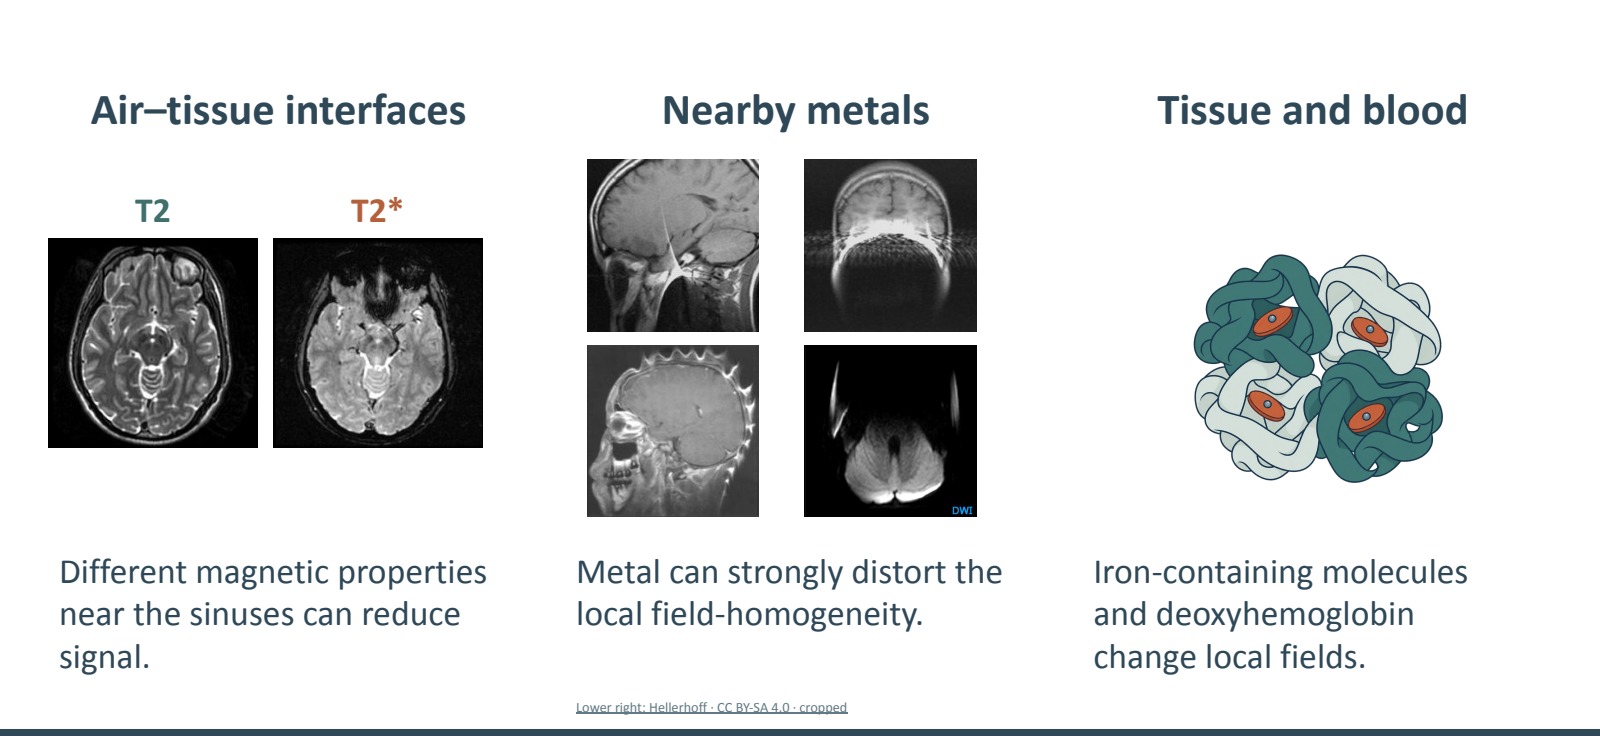 Air–tissue interfaces
T2
T2*
Different magnetic properties
near the sinuses can reduce
signal.
Nearby metals
DWI
Metal can strongly distort the
local field-homogeneity.
Lower right: Hellerhoff · CC BY-SA 4.0 · cropped
Tissue and blood
Iron-containing molecules
and deoxyhemoglobin
change local fields.